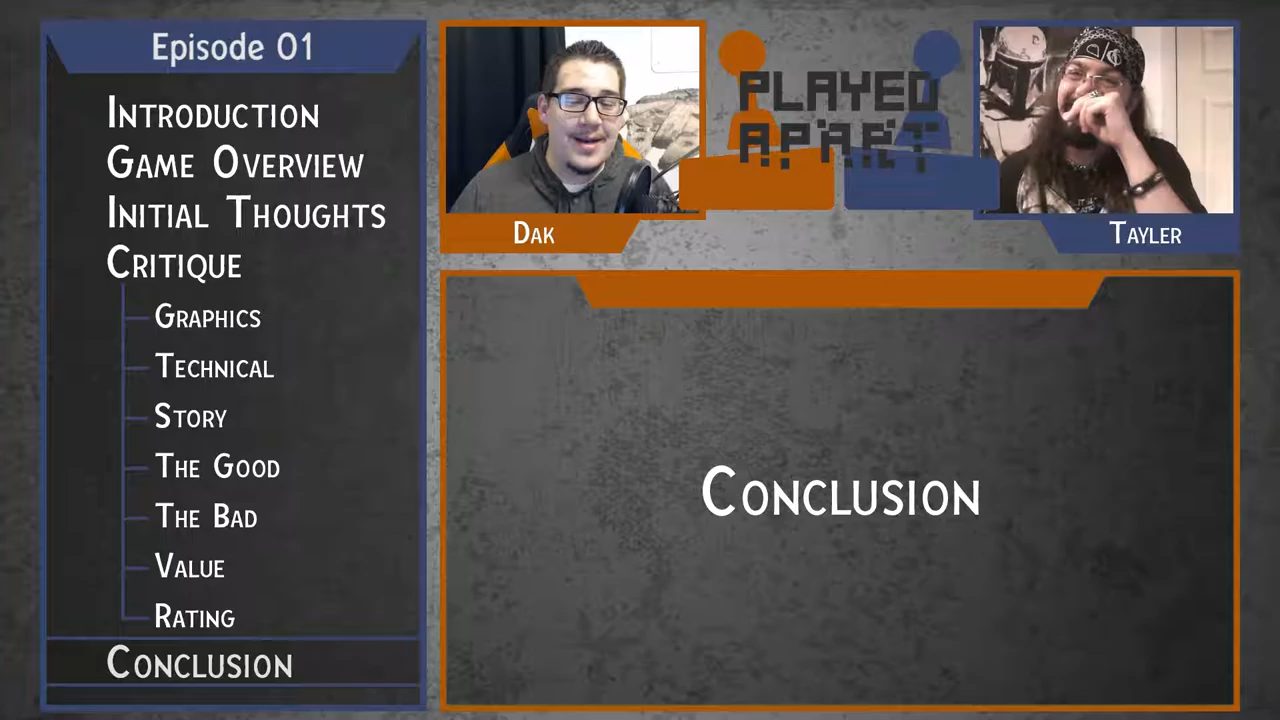 Episode 01
Introduction
Game Overview
Initial Thoughts
Critique
Graphics
Technical
Story
The Good
The Bad
Value
Rating
Conclusion
PLAYED
APART
Dak
Tayler
Conclusion